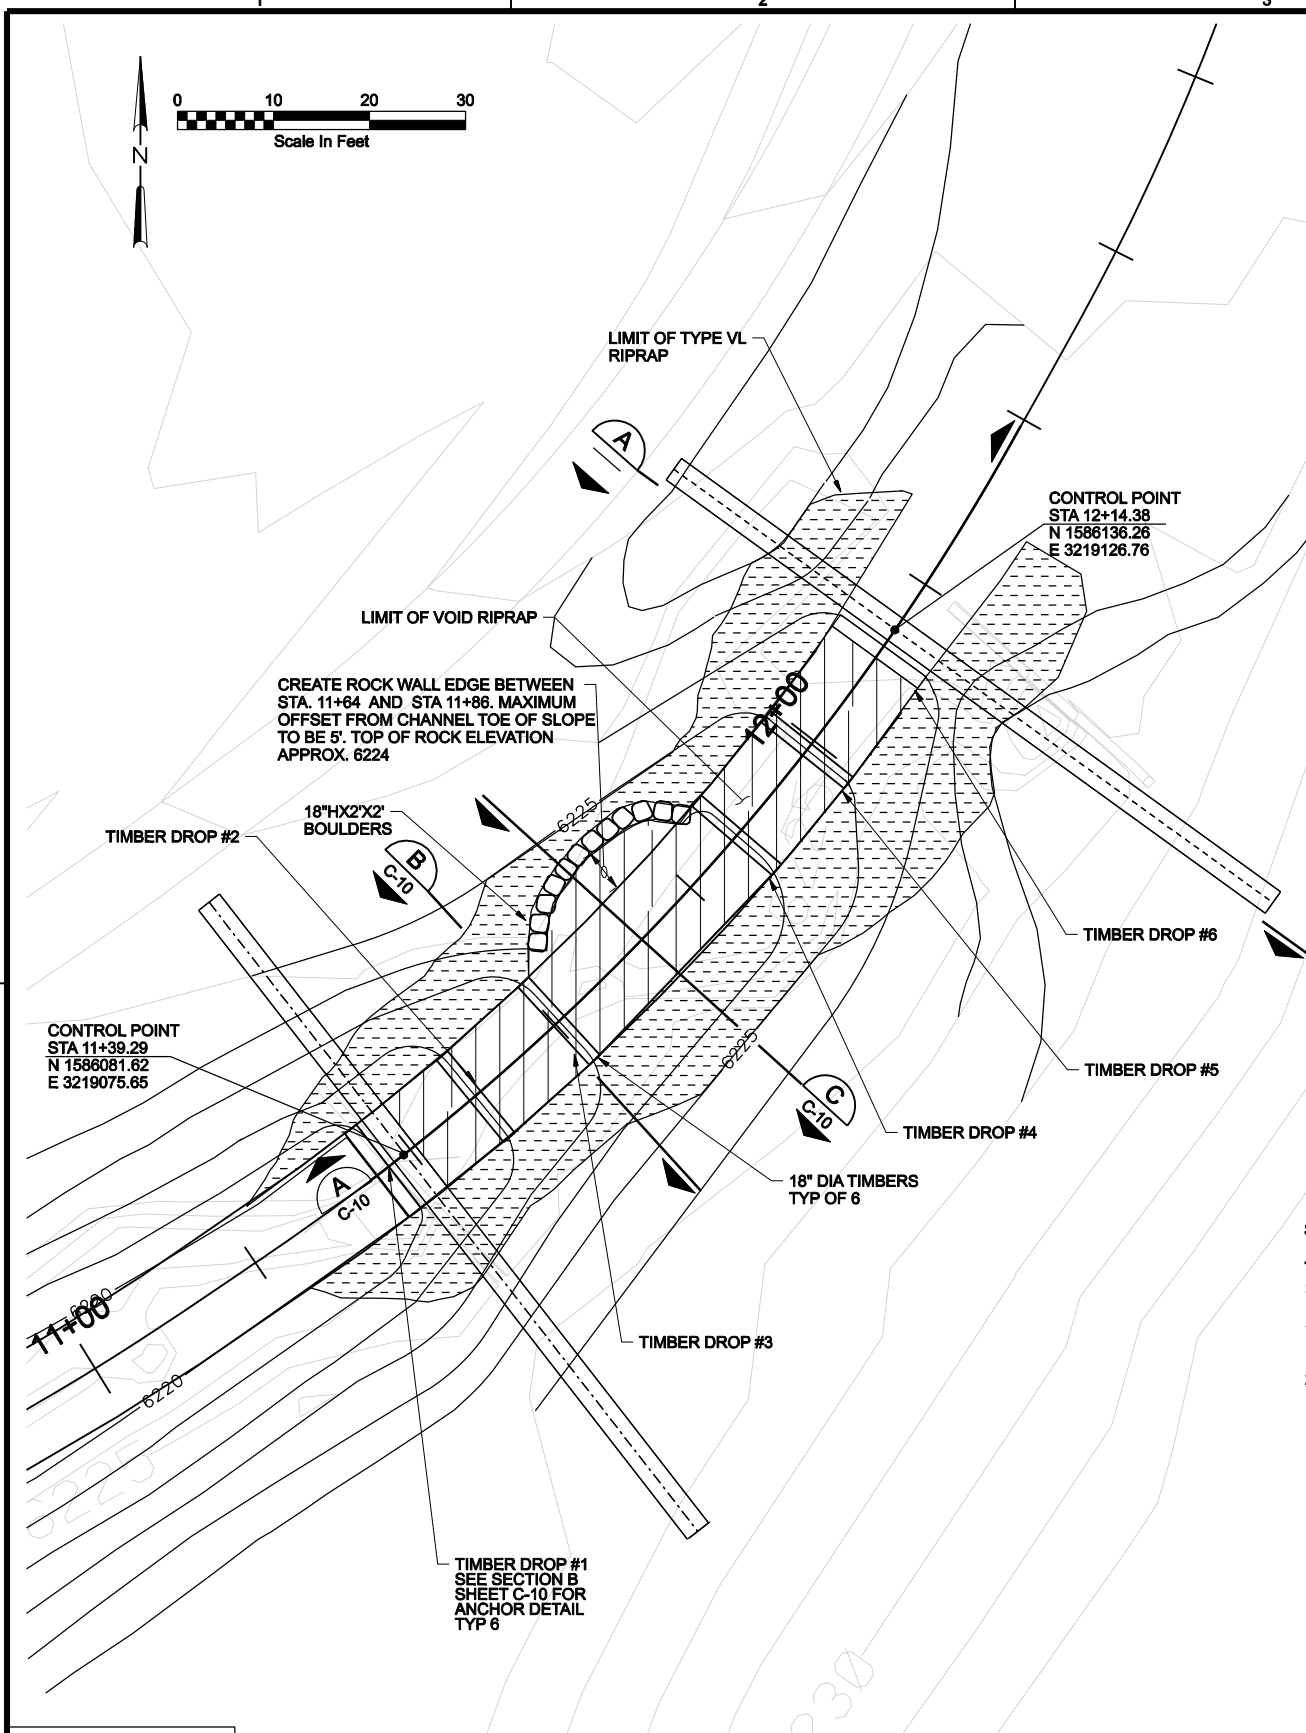 1
2
3
0 10 20 30
Scale In Feet
N
LIMIT OF TYPE VL
RIPRAP
A
CONTROL POINT
STA 12+14.38
N 1586136.26
E 3219126.76
LIMIT OF VOID RIPRAP
12+00
CREATE ROCK WALL EDGE BETWEEN
STA. 11+64 AND STA 11+86. MAXIMUM
OFFSET FROM CHANNEL TOE OF SLOPE
TO BE 5'. TOP OF ROCK ELEVATION
APPROX. 6224
18"HX2'X2'
BOULDERS
6225
TIMBER DROP #2
B
C-10
TIMBER DROP #6
CONTROL POINT
STA 11+39.29
N 1586081.62
E 3219075.65
6225
TIMBER DROP #5
C
C-10
TIMBER DROP #4
A
C-10
18" DIA TIMBERS
TYP OF 6
6220
11+00
TIMBER DROP #3
6220
6225
TIMBER DROP #1
SEE SECTION B
SHEET C-10 FOR
ANCHOR DETAIL
TYP 6